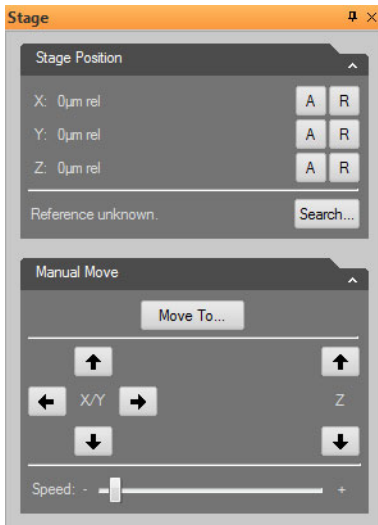 Stage
Stage Position
X: 0µm rel A R
Y: 0µm rel A R
Z: 0µm rel A R
Reference unknown. Search...
Manual Move
Move To...
X/Y Z
Speed: - +